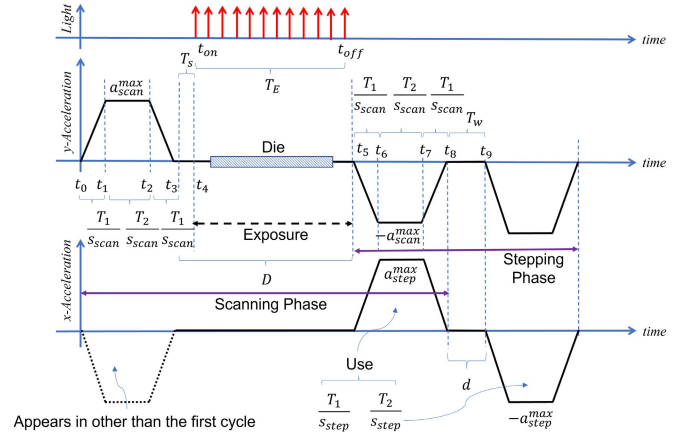 Light
time
t_on
t_off
T_s
T_E
y-Acceleration
a_scan^max
T_1/s_scan T_2/s_scan T_1/s_scan
T_w
Die
t_5 t_6 t_7 t_8 t_9
time
t_0 t_1 t_2 t_3 t_4
T_1/s_scan T_2/s_scan T_1/s_scan
Exposure
-a_scan^max
Stepping
Phase
x-Acceleration
D
a_step^max
Scanning Phase
time
Use
d
T_1/s_step T_2/s_step
-a_step^max
Appears in other than the first cycle